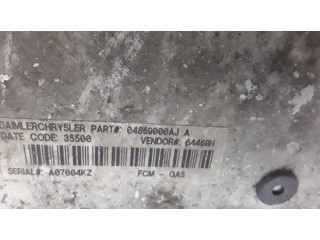 DAIMLERCHRYSLER PART#: 04869000AJ A
DATE CODE: 35500 VENDOR#: 64469H
SERIAL#: A07004KZ FCM - GAS